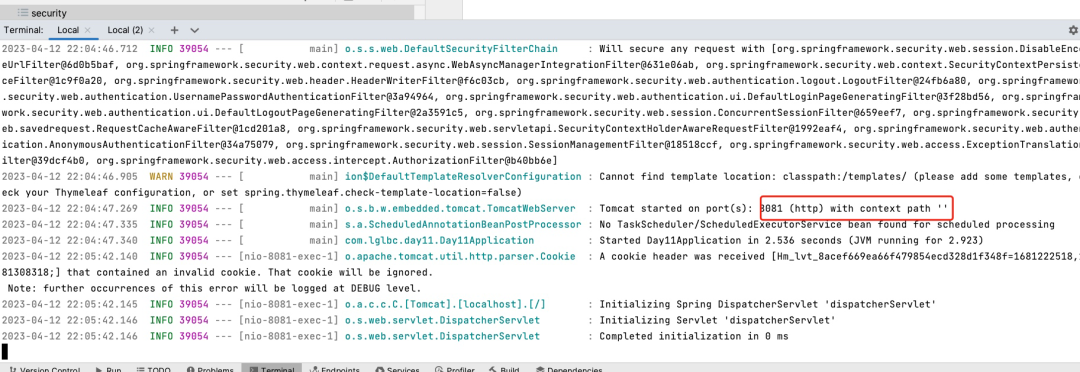 security
Terminal: Local × Local (2) × +
2023-04-12 22:04:46.712 INFO 39054 --- [ main] o.s.s.web.DefaultSecurityFilterChain : Will secure any request with [org.springframework.security.web.session.DisableEnc
eUrlFilter@6d0b5baf, org.springframework.security.web.context.request.async.WebAsyncManagerIntegrationFilter@631e06ab, org.springframework.security.web.context.SecurityContextPersist
ceFilter@1c9f0a20, org.springframework.security.web.header.HeaderWriterFilter@f6c03cb, org.springframework.security.web.authentication.logout.LogoutFilter@24fb6a80, org.springframewor
.security.web.authentication.UsernamePasswordAuthenticationFilter@3a94964, org.springframework.security.web.authentication.ui.DefaultLoginPageGeneratingFilter@3f28bd56, org.springfra
work.security.web.authentication.ui.DefaultLogoutPageGeneratingFilter@2a3591c5, org.springframework.security.web.session.ConcurrentSessionFilter@659eef7, org.springframework.security
eb.savedrequest.RequestCacheAwareFilter@1cd201a8, org.springframework.security.web.servletapi.SecurityContextHolderAwareRequestFilter@1992eaf4, org.springframework.security.web.authen
ication.AnonymousAuthenticationFilter@34a75079, org.springframework.security.web.session.SessionManagementFilter@18518ccf, org.springframework.security.web.access.ExceptionTranslation
ilter@39dcf4b0, org.springframework.security.web.access.intercept.AuthorizationFilter@b40bb6e]
2023-04-12 22:04:46.905 WARN 39054 --- [ main] ion$DefaultTemplateResolverConfiguration : Cannot find template location: classpath:/templates/ (please add some templates,
eck your Thymeleaf configuration, or set spring.thymeleaf.check-template-location=false)
2023-04-12 22:04:47.269 INFO 39054 --- [ main] o.s.b.w.embedded.tomcat.TomcatWebServer : Tomcat started on port(s): 8081 (http) with context path ''
2023-04-12 22:04:47.335 INFO 39054 --- [ main] s.a.ScheduledAnnotationBeanPostProcessor : No TaskScheduler/ScheduledExecutorService bean found for scheduled processing
2023-04-12 22:04:47.340 INFO 39054 --- [ main] com.lglbc.day11.Day11Application : Started Day11Application in 2.536 seconds (JVM running for 2.923)
2023-04-12 22:05:42.140 INFO 39054 --- [nio-8081-exec-1] o.apache.tomcat.util.http.parser.Cookie : A cookie header was received [Hm_lvt_8acef669ea66f479854ecd328d1f348f=1681222518,
81308318;] that contained an invalid cookie. That cookie will be ignored.
Note: further occurrences of this error will be logged at DEBUG level.
2023-04-12 22:05:42.145 INFO 39054 --- [nio-8081-exec-1] o.a.c.c.C.[Tomcat].[localhost].[/] : Initializing Spring DispatcherServlet 'dispatcherServlet'
2023-04-12 22:05:42.146 INFO 39054 --- [nio-8081-exec-1] o.s.web.servlet.DispatcherServlet : Initializing Servlet 'dispatcherServlet'
2023-04-12 22:05:42.146 INFO 39054 --- [nio-8081-exec-1] o.s.web.servlet.DispatcherServlet : Completed initialization in 0 ms
Version Control Run TODO Problems Terminal Endpoints Services Profiler Build Dependencies